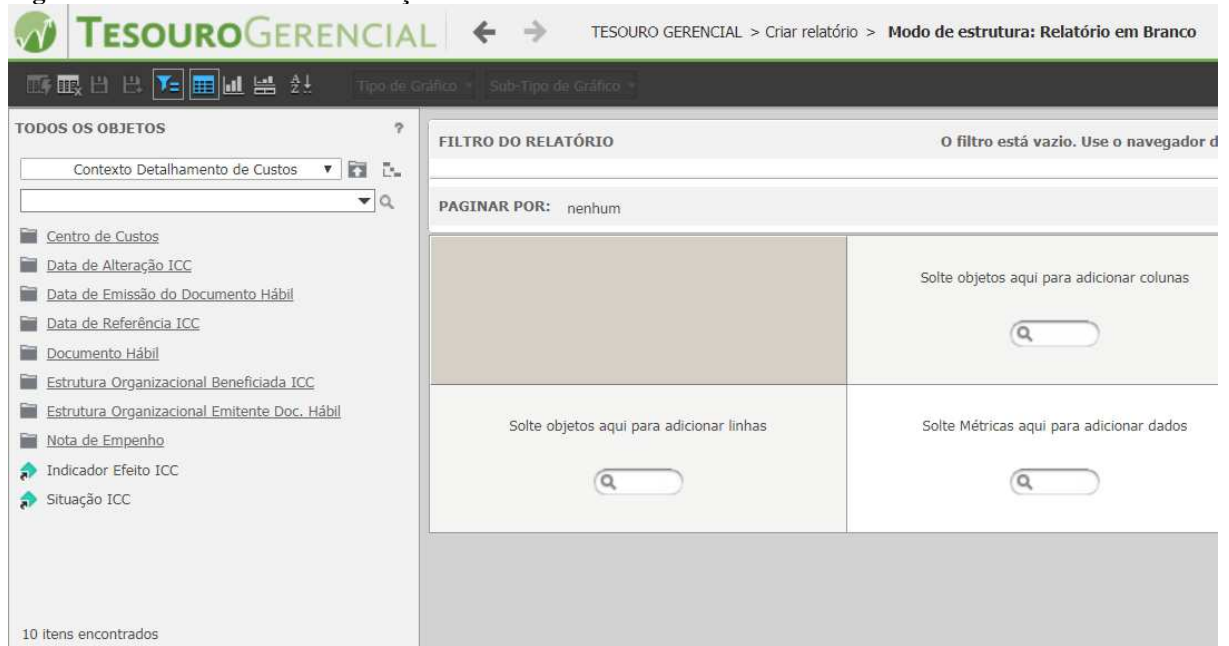 TESOUROGERENCIAL
TESOURO GERENCIAL > Criar relatório > Modo de estrutura: Relatório em Branco
Tipo de Gráfico Sub-Tipo de Gráfico
TODOS OS OBJETOS ?
Contexto Detalhamento de Custos
Centro de Custos
Data de Alteração ICC
Data de Emissão do Documento Hábil
Data de Referência ICC
Documento Hábil
Estrutura Organizacional Beneficiada ICC
Estrutura Organizacional Emitente Doc. Hábil
Nota de Empenho
Indicador Efeito ICC
Situação ICC
10 itens encontrados
FILTRO DO RELATÓRIO O filtro está vazio. Use o navegador d
PAGINAR POR: nenhum
Solte objetos aqui para adicionar colunas
Solte objetos aqui para adicionar linhas
Solte Métricas aqui para adicionar dados